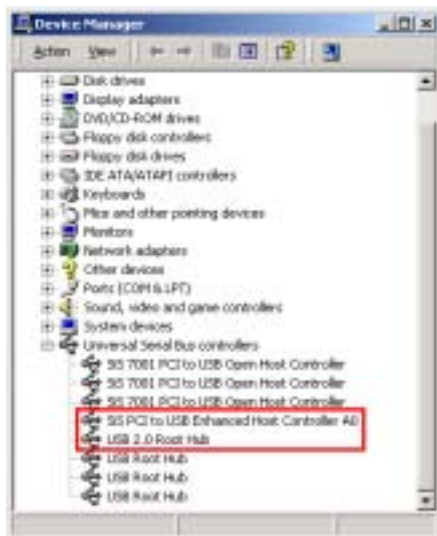 Device Manager
Action View
Disk drives
Display adapters
DVD/CD-ROM drives
Floppy disk controllers
Floppy disk drives
IDE ATA/ATAPI controllers
Keyboards
Mice and other pointing devices
Monitors
Network adapters
Other devices
Ports (COM & LPT)
Sound, video and game controllers
System devices
Universal Serial Bus controllers
SiS 7001 PCI to USB Open Host Controller
SiS 7001 PCI to USB Open Host Controller
SiS 7001 PCI to USB Open Host Controller
SiS PCI to USB Enhanced Host Controller
USB 2.0 Root Hub
USB Root Hub
USB Root Hub
USB Root Hub